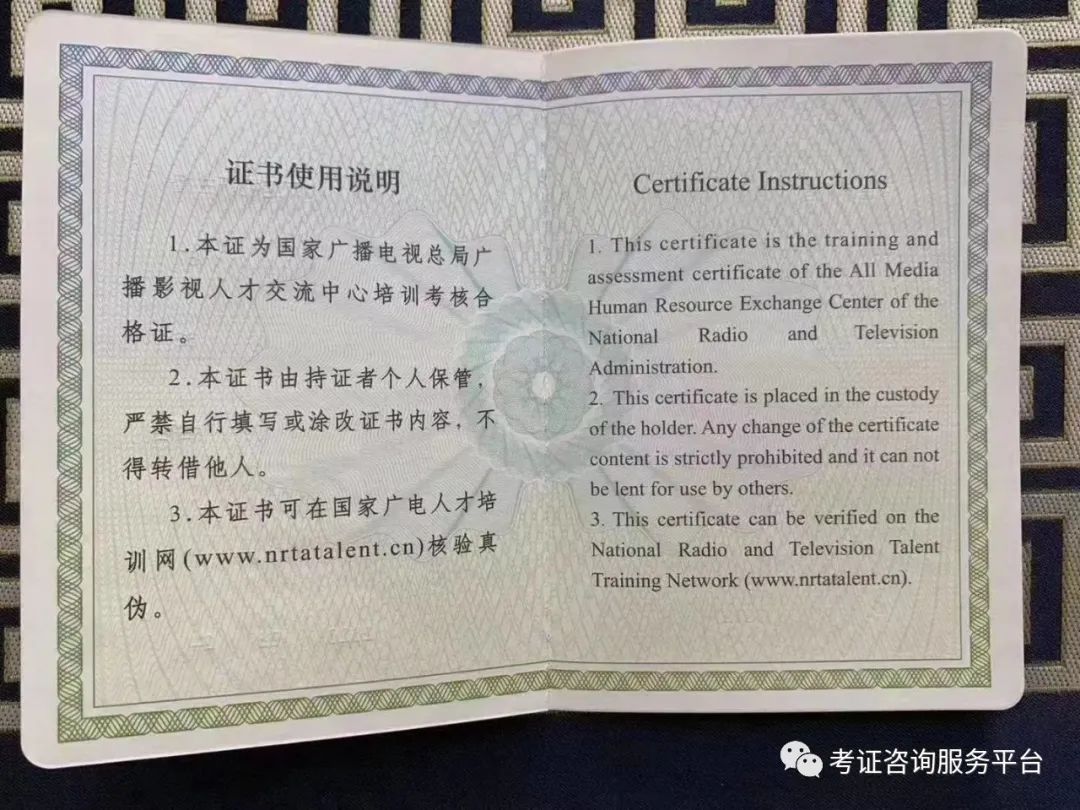 证书使用说明
1.本证为国家广播电视总局广
播影视人才交流中心培训考核合
格证。
2.本证书由持证者个人保管,
严禁自行填写或涂改证书内容,不
得转借他人。
3.本证书可在国家广电人才培
训网(www.nrtatalent.cn)核验真
伪。
Certificate Instructions
1. This certificate is the training and
assessment certificate of the All Media
Human Resource Exchange Center of the
National Radio and Television
Administration.
2. This certificate is placed in the custody
of the holder. Any change of the certificate
content is strictly prohibited and it can not
be lent for use by others.
3. This certificate can be verified on the
National Radio and Television Talent
Training Network (www.nrtatalent.cn).
考证咨询服务平台